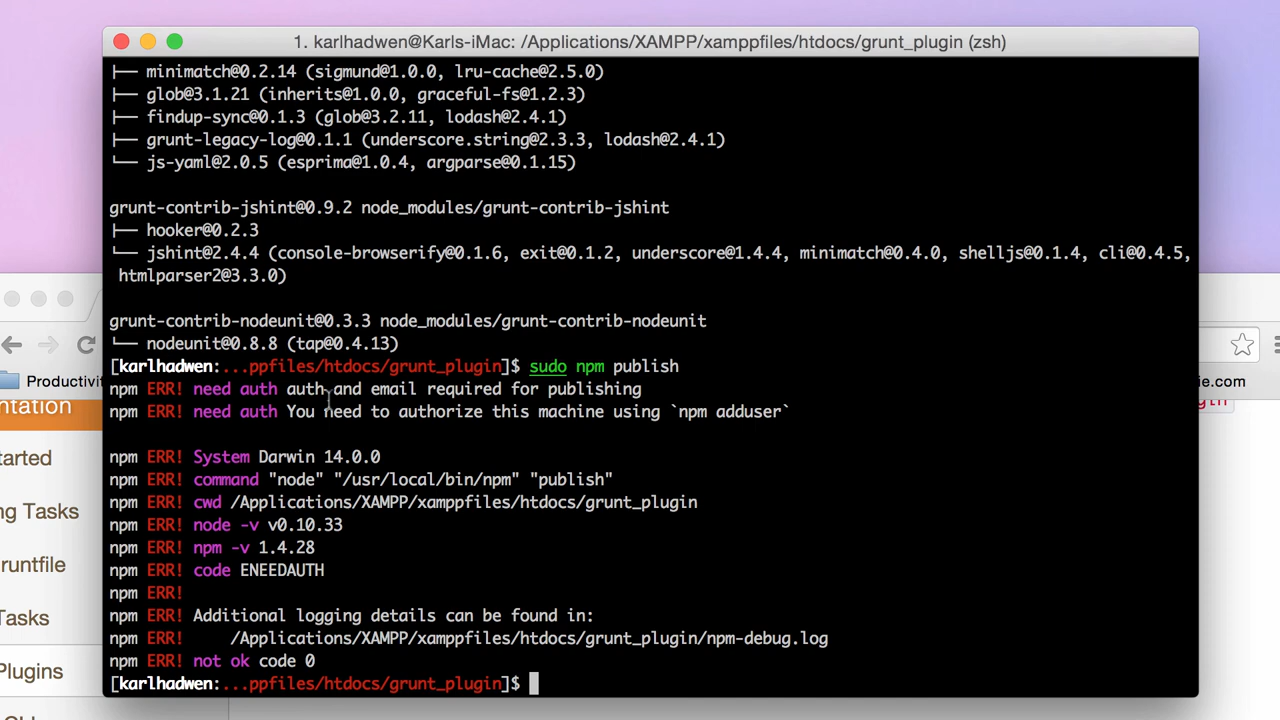 1. karlhadwen@Karls-iMac: /Applications/XAMPP/xamppfiles/htdocs/grunt_plugin (zsh)
├── minimatch@0.2.14 (sigmund@1.0.0, lru-cache@2.5.0)
├── glob@3.1.21 (inherits@1.0.0, graceful-fs@1.2.3)
├── findup-sync@0.1.3 (glob@3.2.11, lodash@2.4.1)
├── grunt-legacy-log@0.1.1 (underscore.string@2.3.3, lodash@2.4.1)
└── js-yaml@2.0.5 (esprima@1.0.4, argparse@0.1.15)
grunt-contrib-jshint@0.9.2 node_modules/grunt-contrib-jshint
├── hooker@0.2.3
└── jshint@2.4.4 (console-browserify@0.1.6, exit@0.1.2, underscore@1.4.4, minimatch@0.4.0, shelljs@0.1.4, cli@0.4.5,
htmlparser2@3.3.0)
grunt-contrib-nodeunit@0.3.3 node_modules/grunt-contrib-nodeunit
└── nodeunit@0.8.8 (tap@0.4.13)
[karlhadwen:...ppfiles/htdocs/grunt_plugin]$ sudo npm publish
npm ERR! need auth auth and email required for publishing
npm ERR! need auth You need to authorize this machine using `npm adduser`
npm ERR! System Darwin 14.0.0
npm ERR! command "node" "/usr/local/bin/npm" "publish"
npm ERR! cwd /Applications/XAMPP/xamppfiles/htdocs/grunt_plugin
npm ERR! node -v v0.10.33
npm ERR! npm -v 1.4.28
npm ERR! code ENEEDAUTH
npm ERR!
npm ERR! Additional logging details can be found in:
npm ERR!     /Applications/XAMPP/xamppfiles/htdocs/grunt_plugin/npm-debug.log
npm ERR! not ok code 0
[karlhadwen:...ppfiles/htdocs/grunt_plugin]$
Productivit
e.com
ntation
tarted
ng Tasks
runtfile
Tasks
Plugins